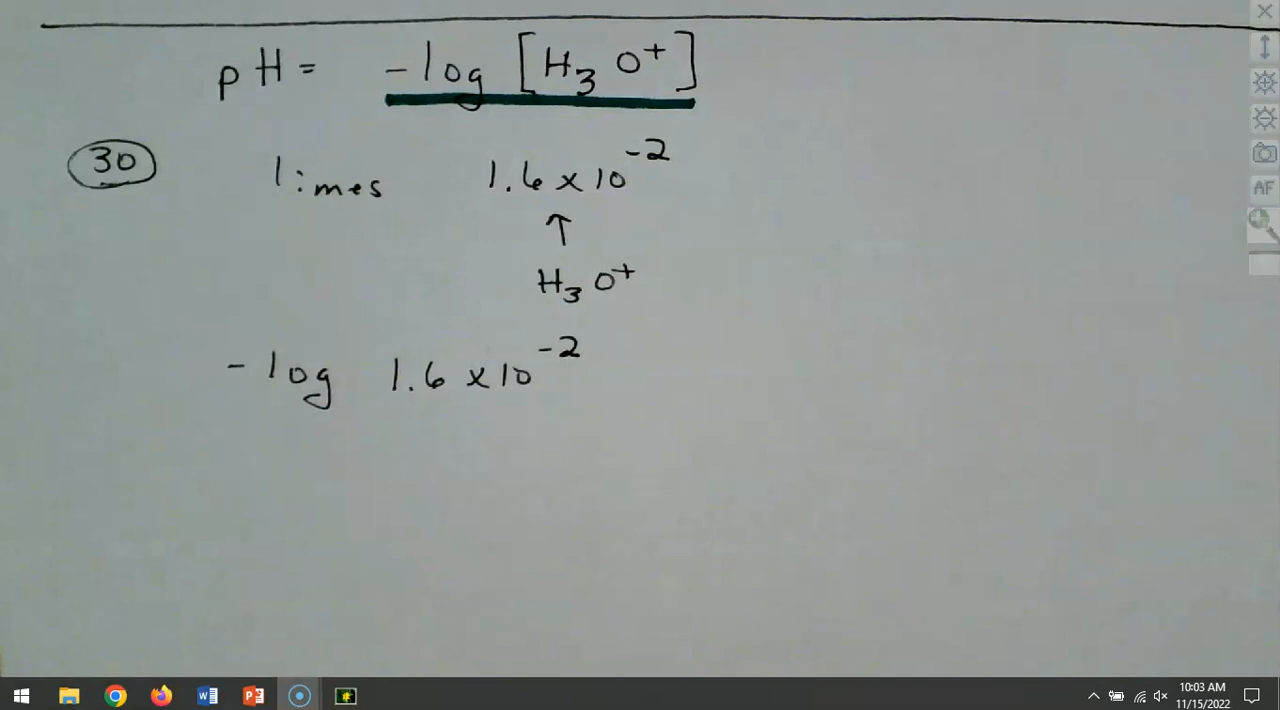 pH = -log [H₃O⁺]
30 limes 1.6 × 10⁻²
↑
H₃O⁺
-log 1.6 × 10⁻²
AF
10:03 AM
11/15/2022